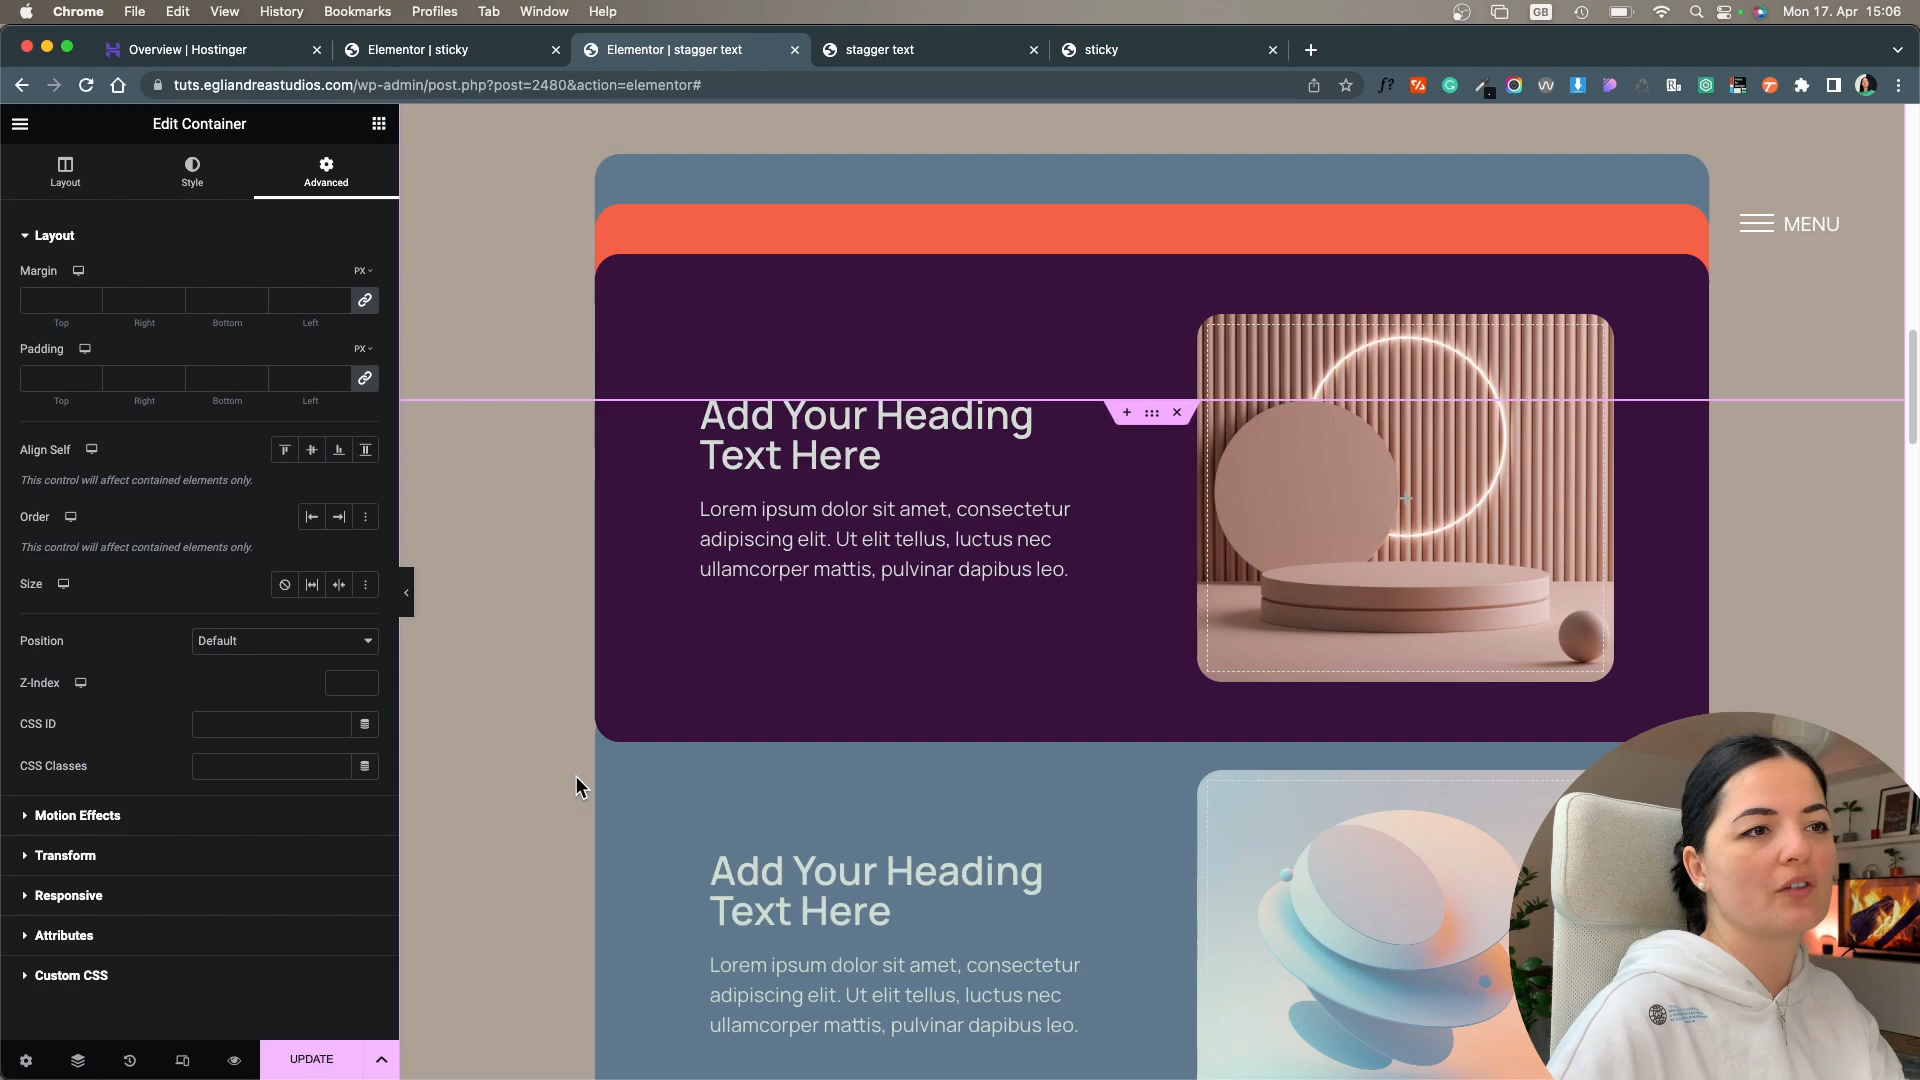 Chrome File Edit View History Bookmarks Profiles Tab Window Help
GB Mon 17. Apr 15:06
Overview | Hostinger
Elementor | sticky
Elementor | stagger text
stagger text
sticky
tuts.egliandreastudios.com/wp-admin/post.php?post=2480&action=elementor#
Edit Container
Layout
Style
Advanced
Layout
Margin PX
Top Right Bottom Left
Padding PX
Top Right Bottom Left
Align Self
This control will affect contained elements only.
Order
This control will affect contained elements only.
Size
Position Default
Z-Index
CSS ID
CSS Classes
Motion Effects
Transform
Responsive
Attributes
Custom CSS
UPDATE
MENU
Add Your Heading
Text Here
Lorem ipsum dolor sit amet, consectetur
adipiscing elit. Ut elit tellus, luctus nec
ullamcorper mattis, pulvinar dapibus leo.
Add Your Heading
Text Here
Lorem ipsum dolor sit amet, consectetur
adipiscing elit. Ut elit tellus, luctus nec
ullamcorper mattis, pulvinar dapibus leo.